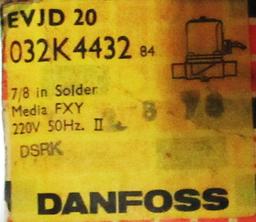 EVJD 20
032K4432 84
7/8 in Solder
Media FXY
220V 50Hz. II
DSRK
DANFOSS